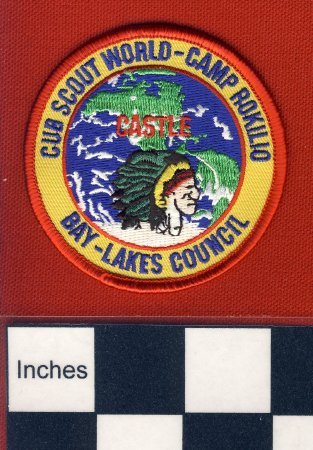 CUB SCOUT WORLD - CAMP ROKILIO
CASTLE
BAY - LAKES COUNCIL
Inches